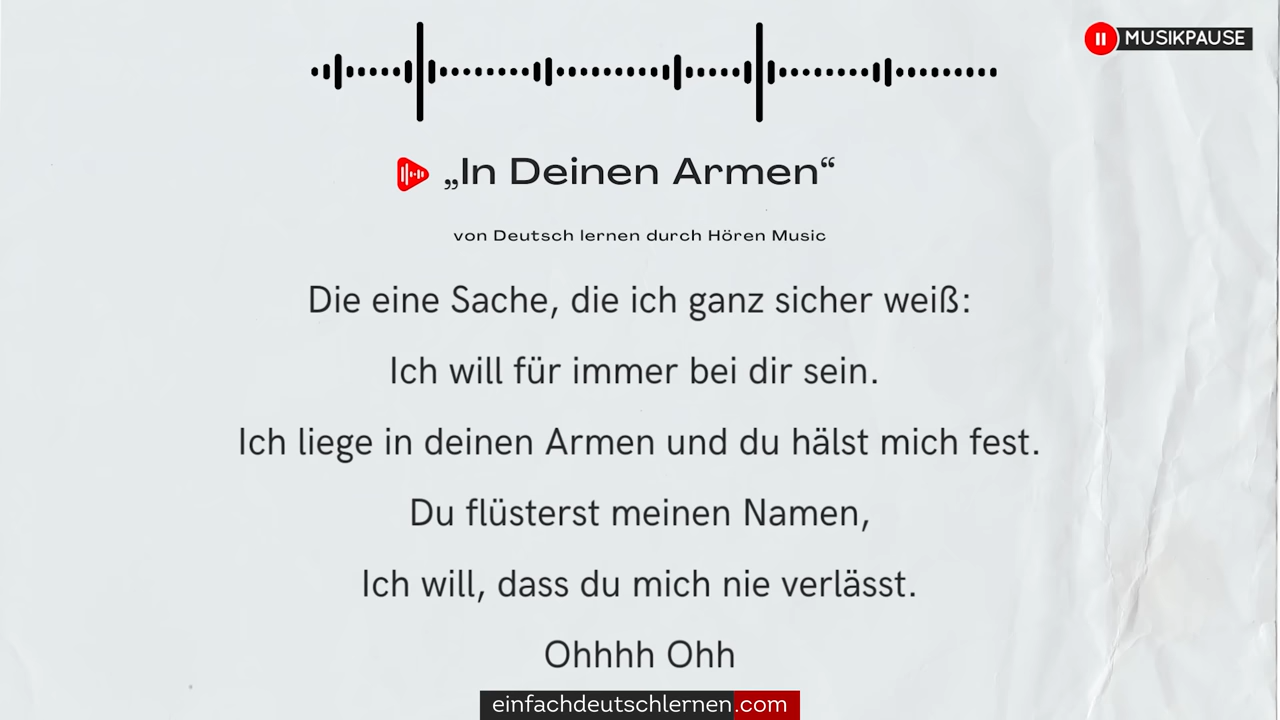 MUSIKPAUSE
„In Deinen Armen“
von Deutsch lernen durch Hören Music
Die eine Sache, die ich ganz sicher weiß:
Ich will für immer bei dir sein.
Ich liege in deinen Armen und du hälst mich fest.
Du flüsterst meinen Namen,
Ich will, dass du mich nie verlässt.
Ohhhh Ohh
einfachdeutschlernen.com